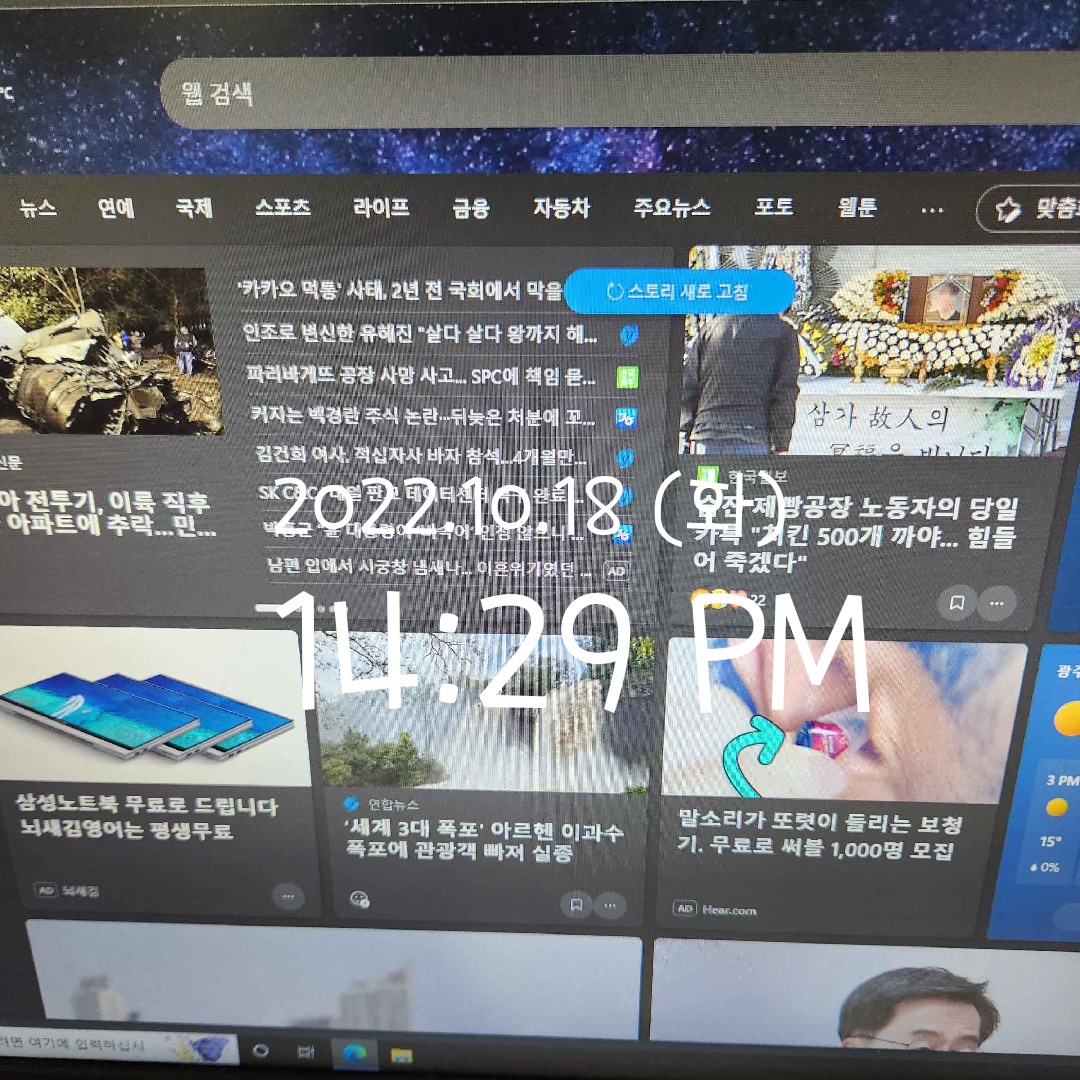 ℃
웹 검색
뉴스 연예 국제 스포츠 라이프 금융 자동차 주요뉴스 포토 웹툰 ... 맞춤
'카카오 먹통' 사태, 2년 전 국회에서 막을
스토리 새로 고침
인조로 변신한 유해진 "살다 살다 왕까지 해...
파리바게뜨 공장 사망 사고... SPC에 책임 묻...
커지는 백경란 주식 논란…뒤늦은 처분에 꼬...
김건희 여사, 적십자사 바자 참석...4개월만...
남편 입에서 시궁창 냄새나... 이혼위기였던 ...
AD
신문
아 전투기, 이륙 직후
아파트에 추락...민...
삼가 故人의
한국일보
제빵공장 노동자의 당일
카톡 "치킨 500개 까야... 힘들
어 죽겠다"
22
2022.10.18 (화)
14:29 PM
삼성노트북 무료로 드립니다
뇌새김영어는 평생무료
AD 뇌새김
연합뉴스
'세계 3대 폭포' 아르헨 이과수
폭포에 관광객 빠져 실종
말소리가 또렷이 들리는 보청
기. 무료로 써볼 1,000명 모집
AD Hear.com
광주
3 PM
15°
0%
려면 여기에 입력하십시